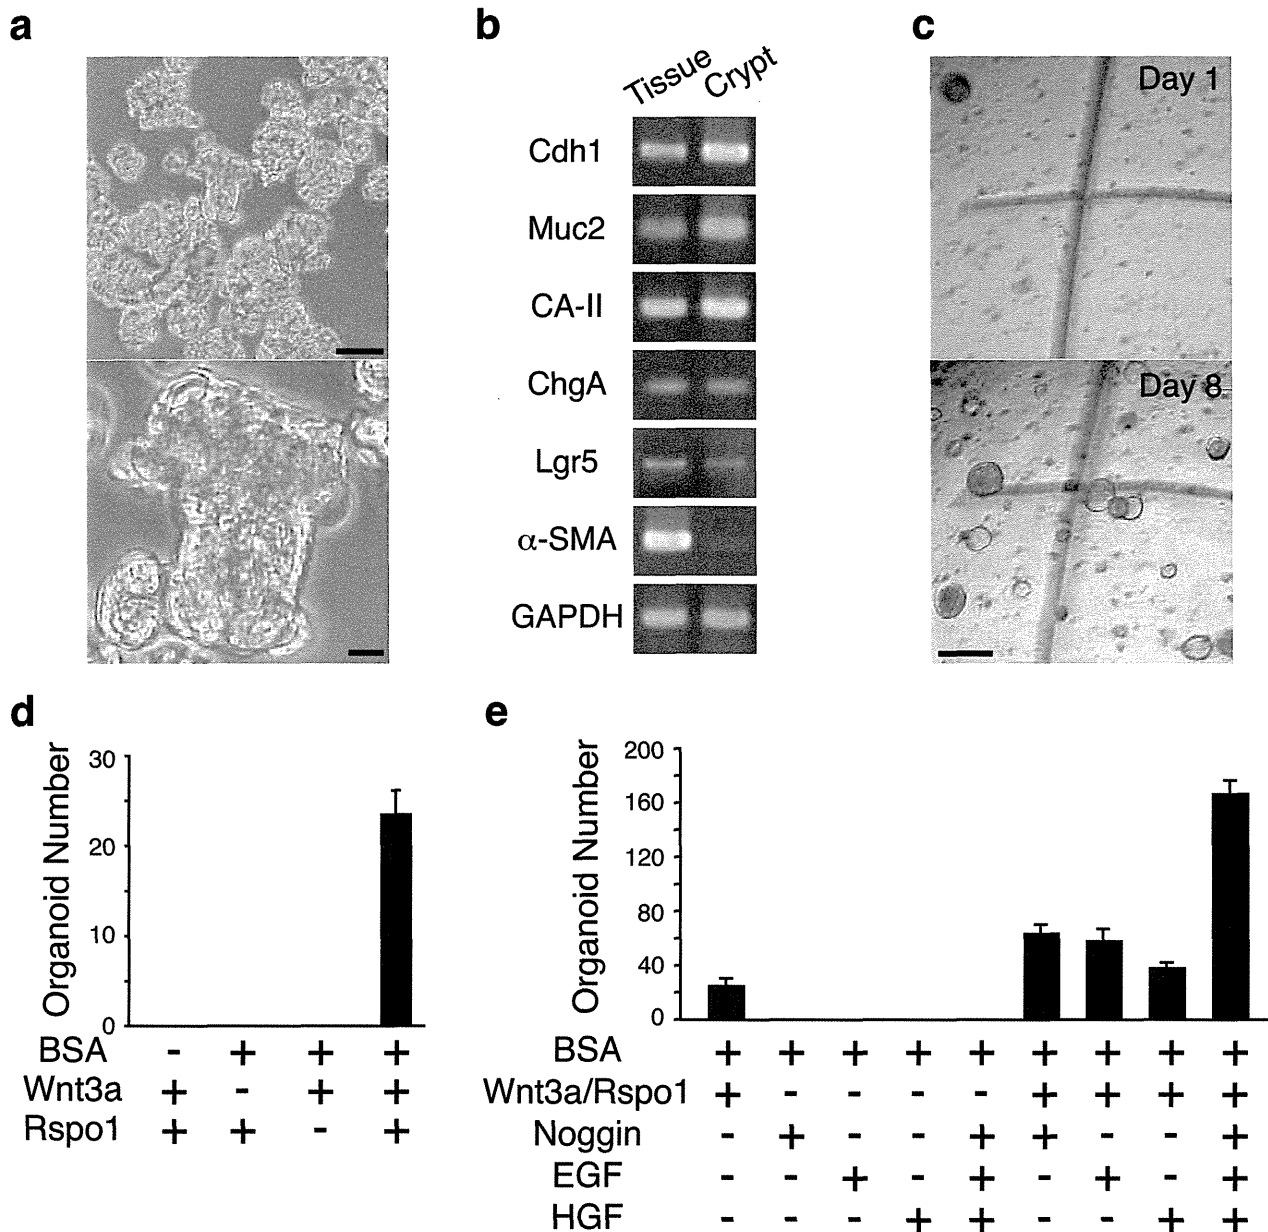 a
b
c
Tissue Crypt
Cdh1
Muc2
CA-II
ChgA
Lgr5
α-SMA
GAPDH
Day 1
Day 8
d
Organoid Number
30
20
10
0
BSA - + + +
Wnt3a + - + +
Rspo1 + + - +
e
Organoid Number
200
160
120
80
40
0
BSA + + + + + + + + +
Wnt3a/Rspo1 + - - - - + + + +
Noggin - + - - + + - - +
EGF - - + - + - + - +
HGF - - - + + - - + +